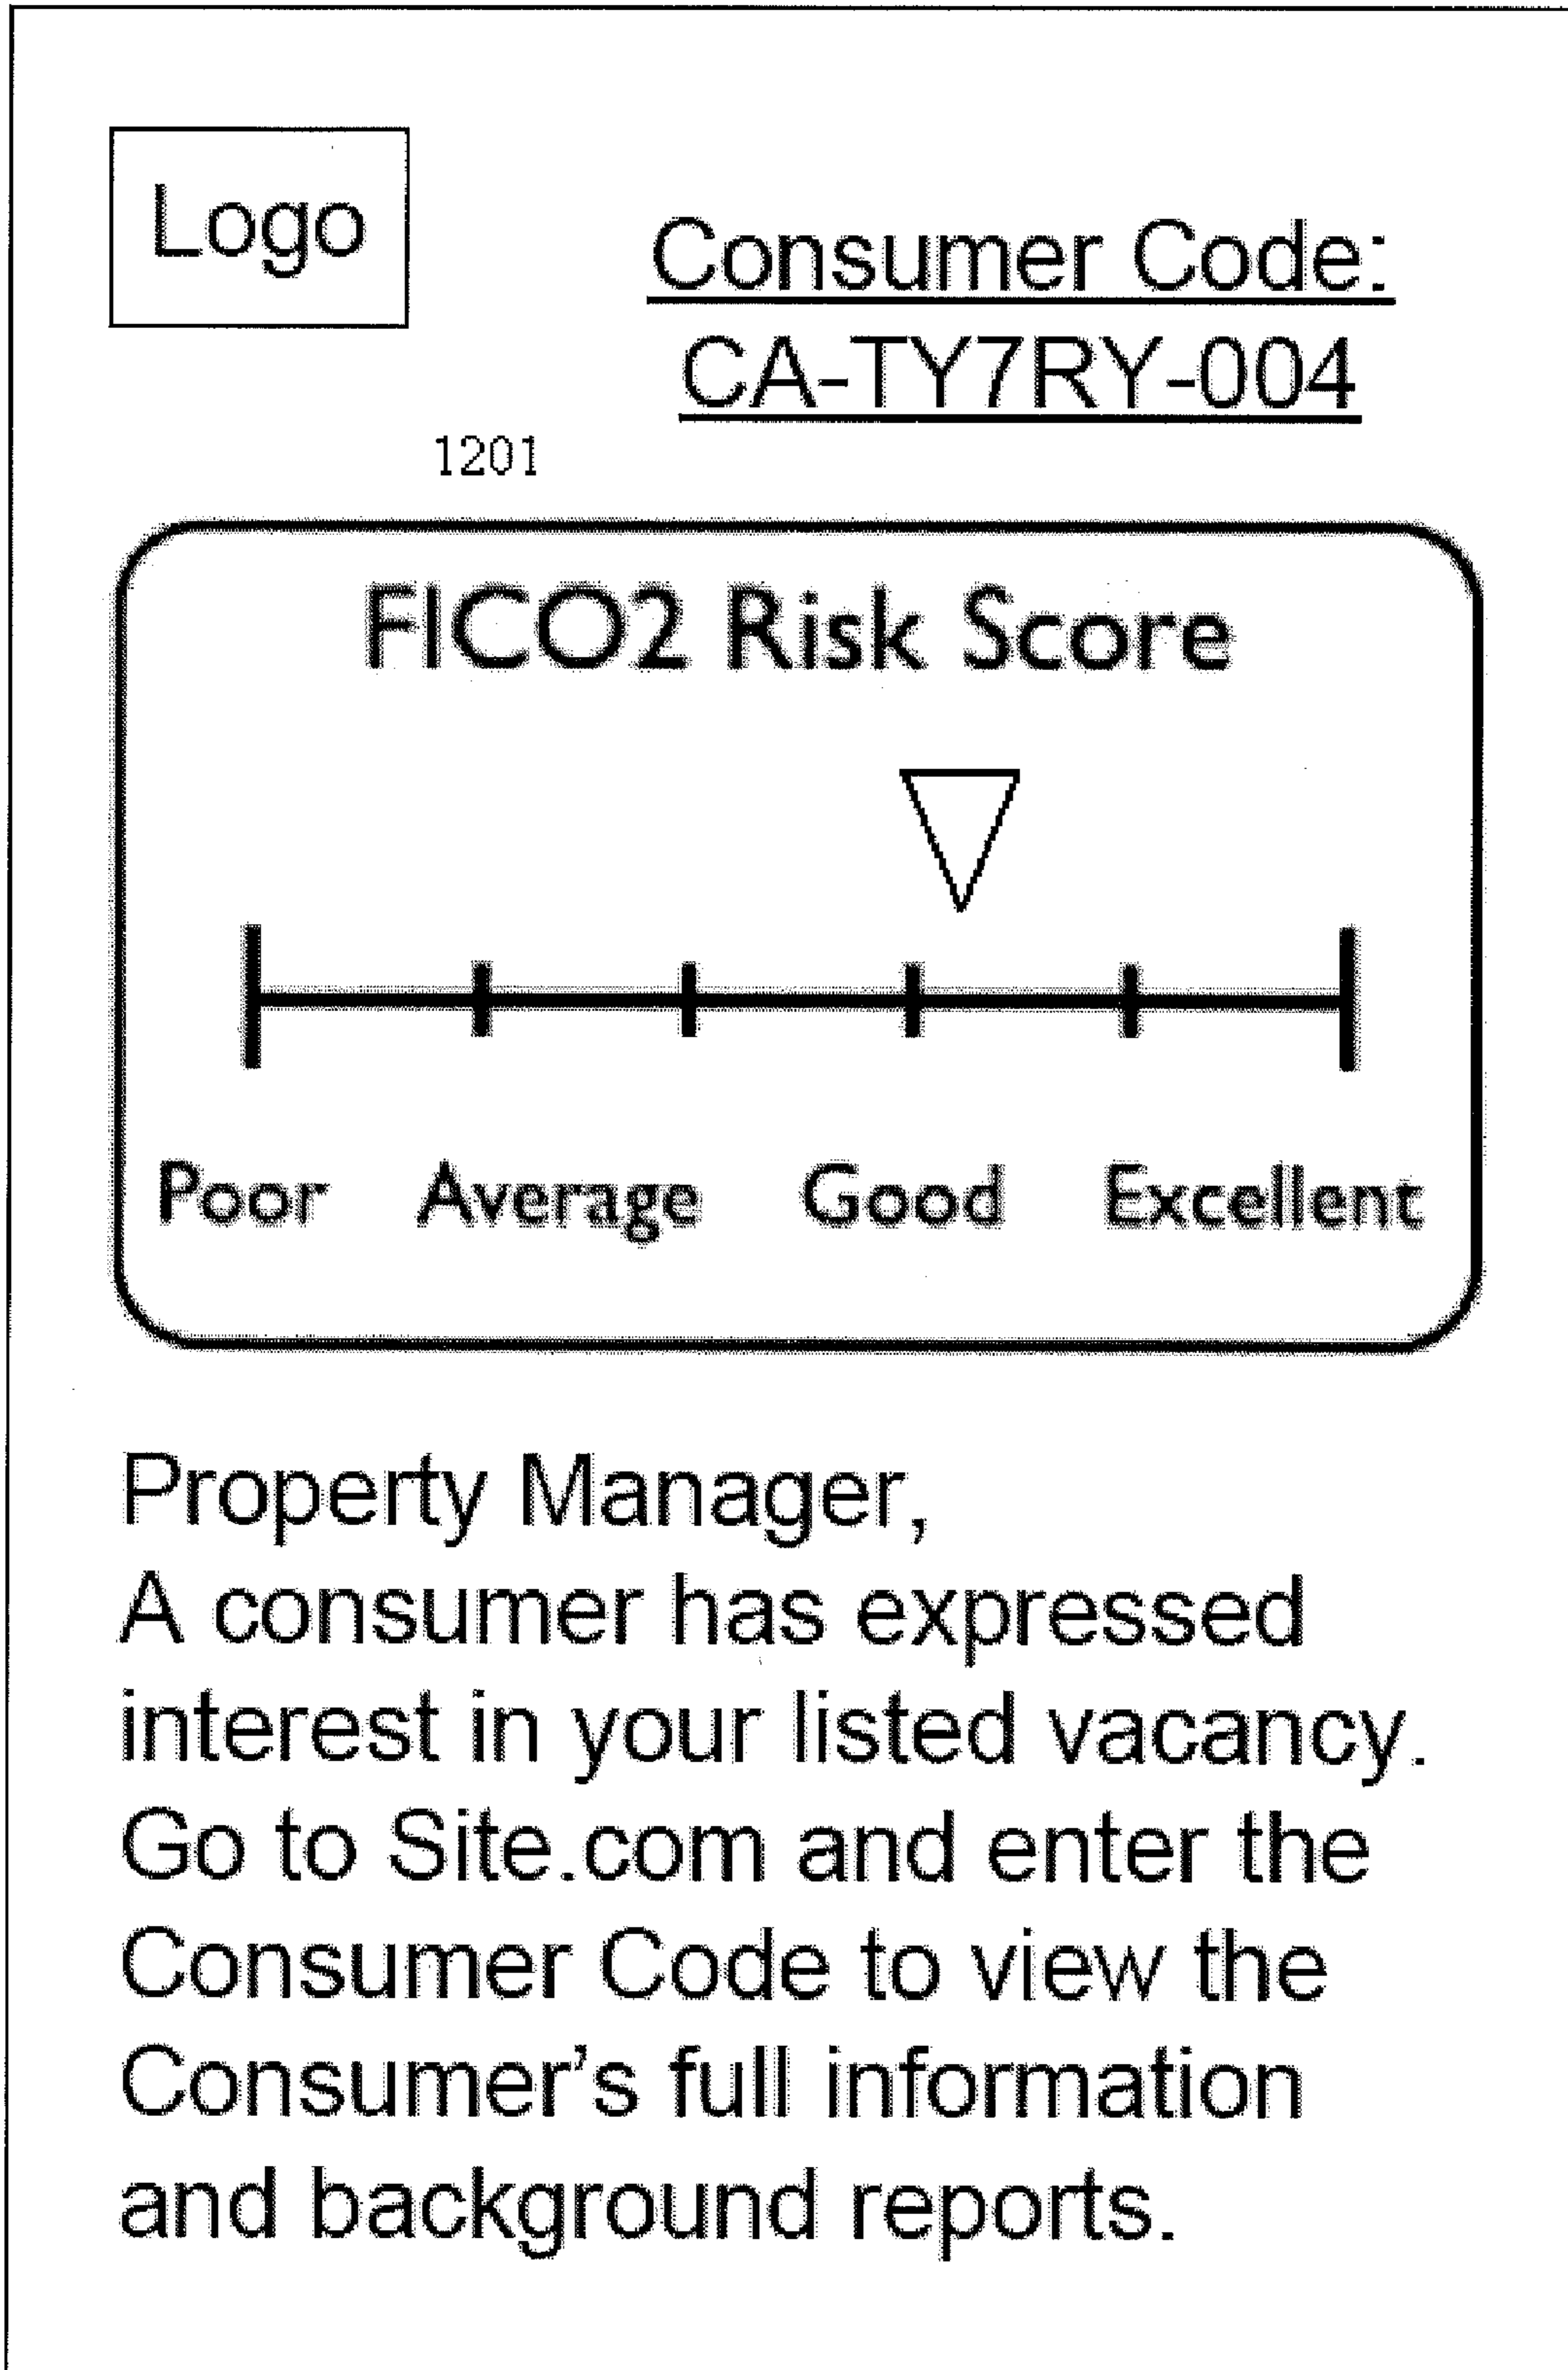 Logo
Consumer Code:
CA-TY7RY-004
1201
FICO2 Risk Score
Poor Average Good Excellent
Property Manager,
A consumer has expressed
interest in your listed vacancy.
Go to Site.com and enter the
Consumer Code to view the
Consumer's full information
and background reports.